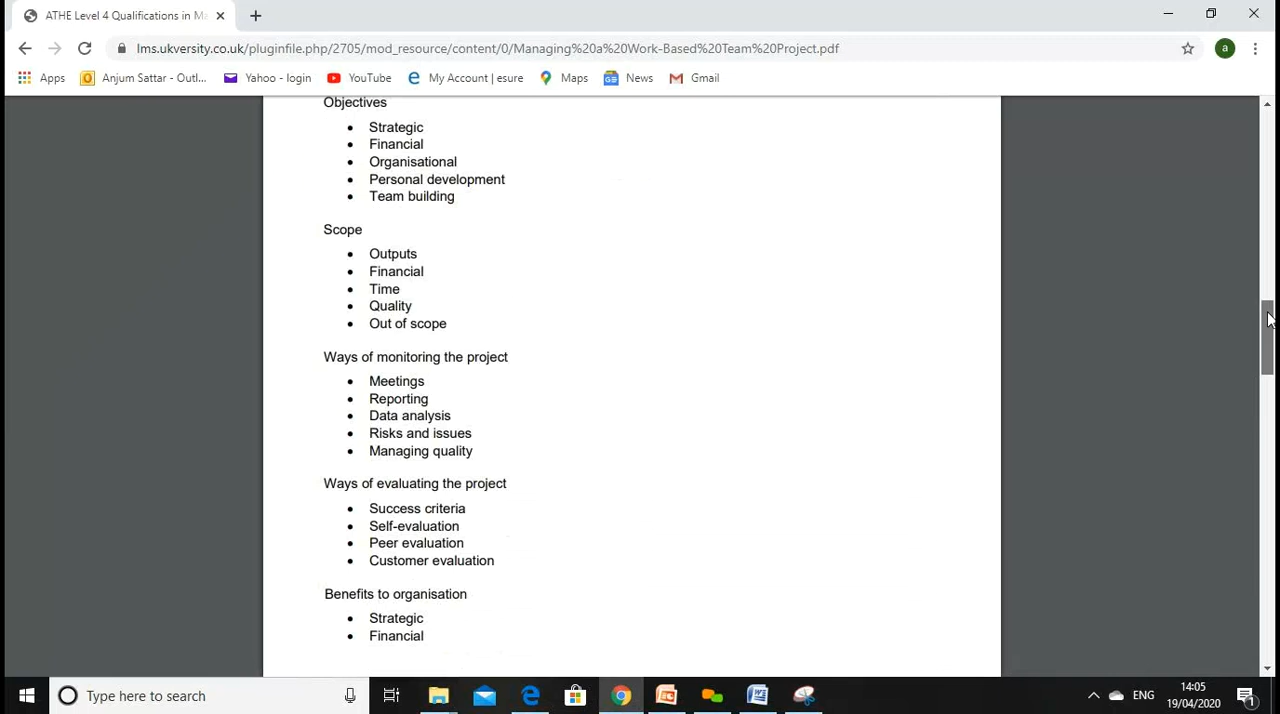 ATHE Level 4 Qualifications in Ma
lms.ukversity.co.uk/pluginfile.php/2705/mod_resource/content/0/Managing%20a%20Work-Based%20Team%20Project.pdf
a
Apps
Anjum Sattar - Outl...
Yahoo - login
YouTube
My Account | esure
Maps
News
Gmail
Objectives
• Strategic
• Financial
• Organisational
• Personal development
• Team building
Scope
• Outputs
• Financial
• Time
• Quality
• Out of scope
Ways of monitoring the project
• Meetings
• Reporting
• Data analysis
• Risks and issues
• Managing quality
Ways of evaluating the project
• Success criteria
• Self-evaluation
• Peer evaluation
• Customer evaluation
Benefits to organisation
• Strategic
• Financial
Type here to search
ENG
14:05
19/04/2020
1